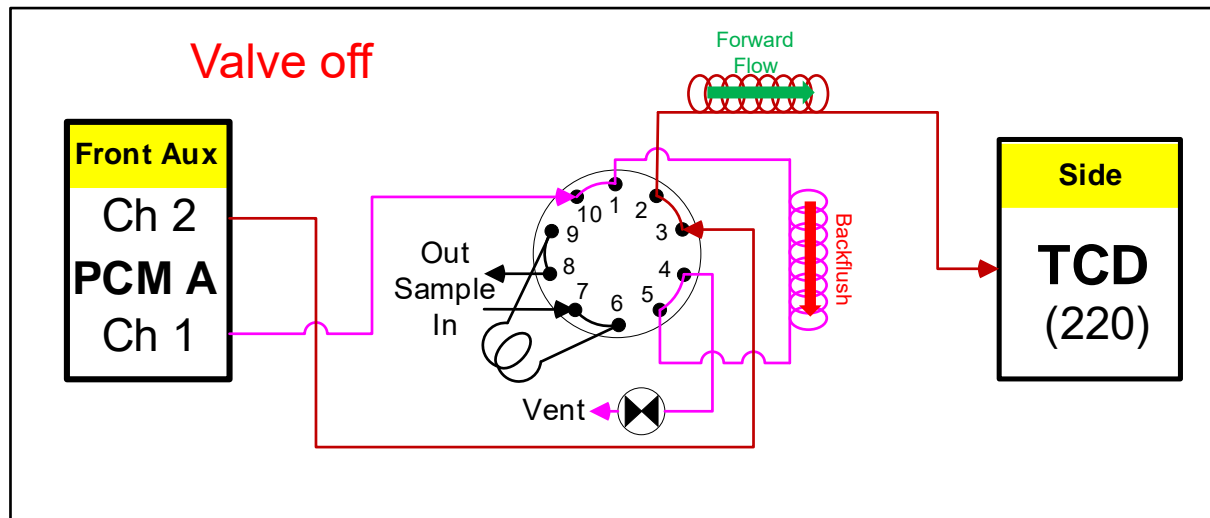 Valve off
Forward
Flow
Front Aux
Ch 2
PCM A
Ch 1
10
1
2
3
4
5
6
7
8
9
Out
Sample
In
Vent
Backflush
Side
TCD
(220)